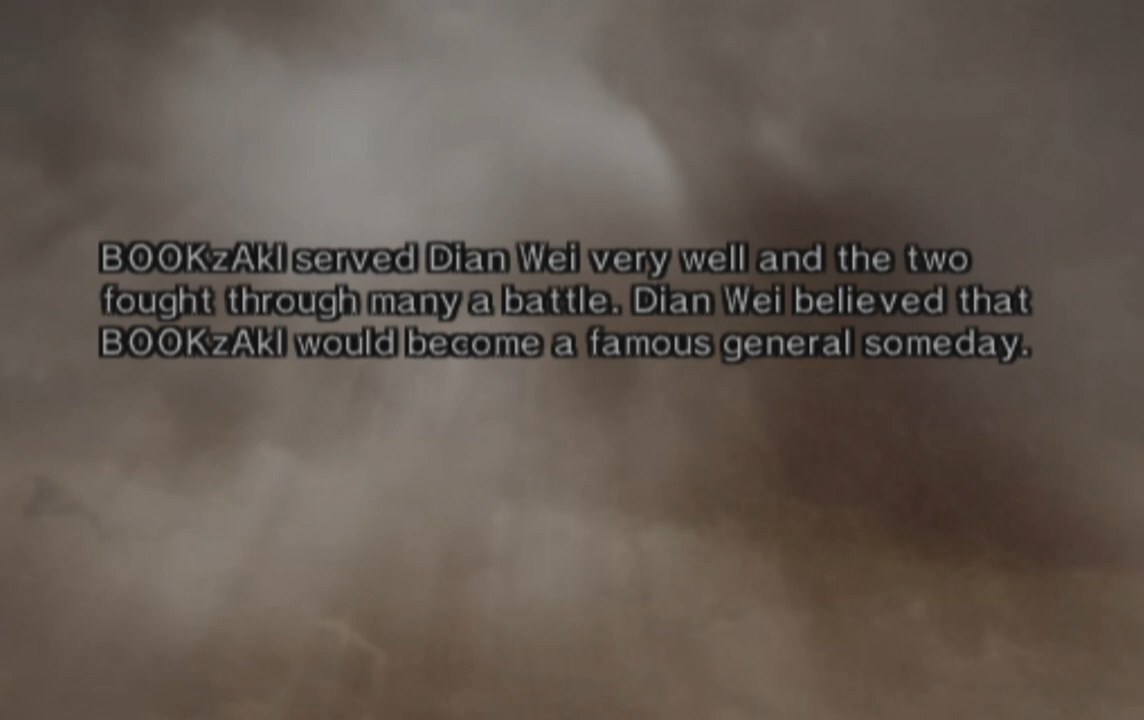 BOOKzAkI served Dian Wei very well and the two
fought through many a battle. Dian Wei believed that
BOOKzAkI would become a famous general someday.